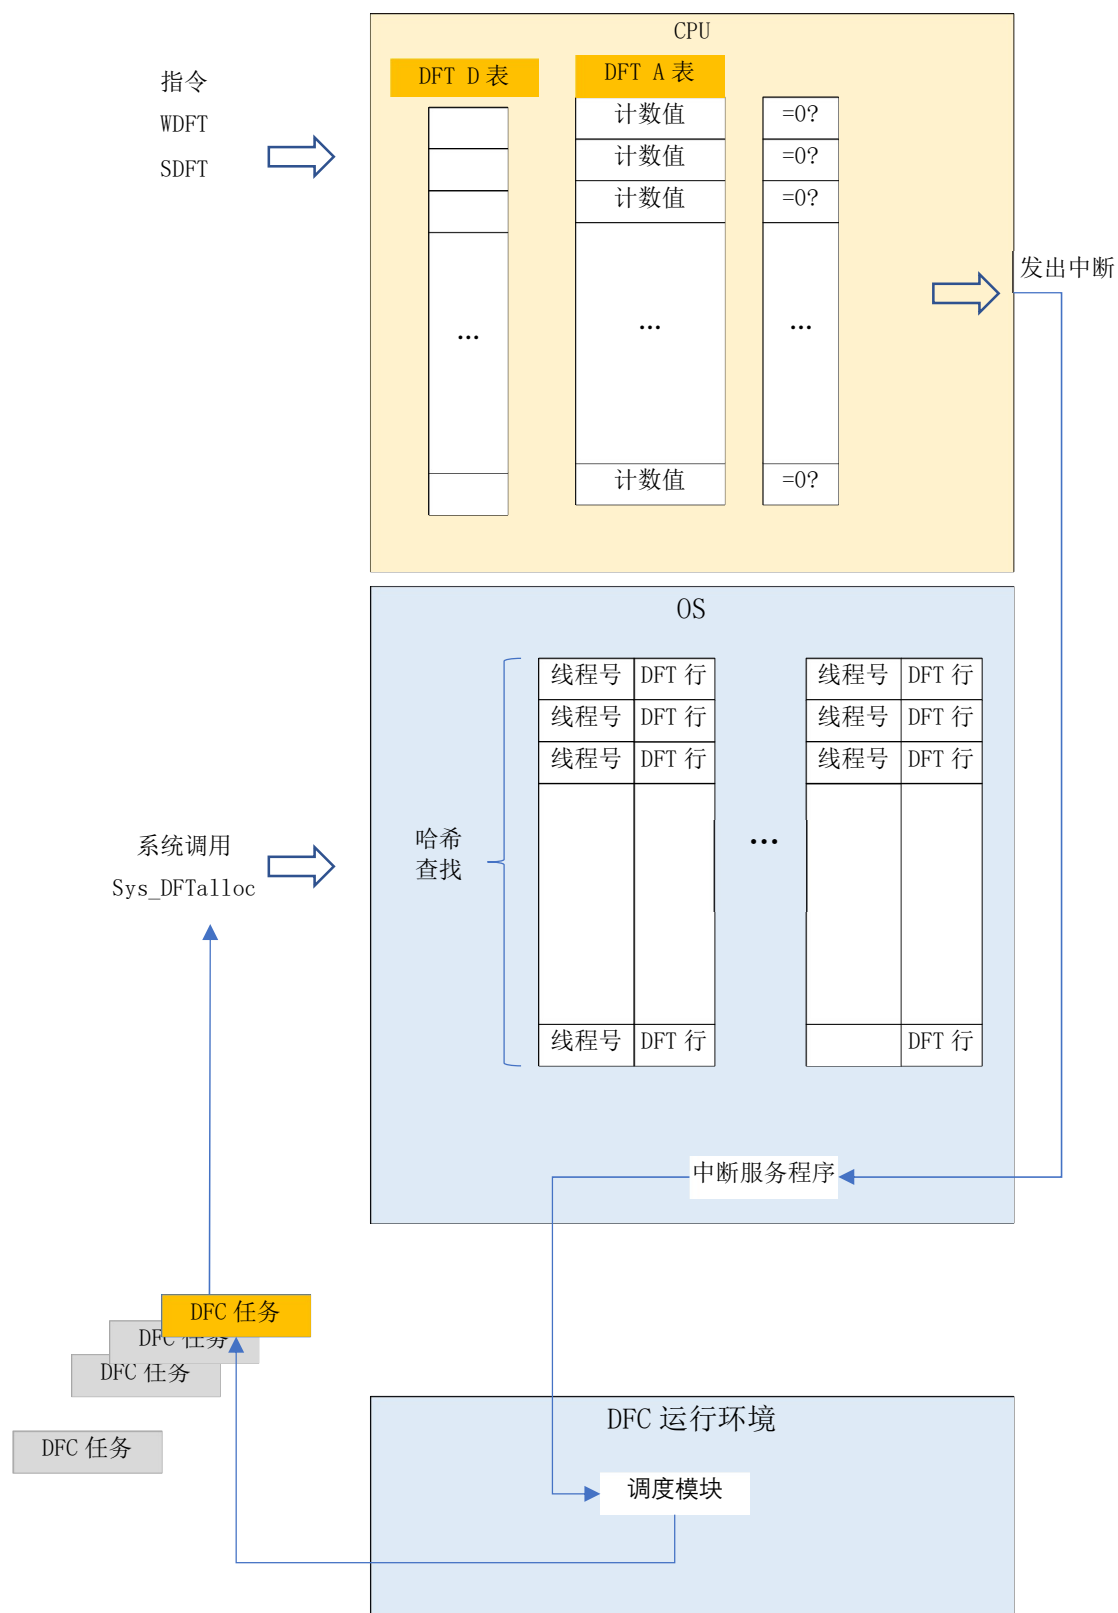 CPU
指令
WDFT
SDFT
DFT D 表
DFT A 表
计数值
=0?
计数值
=0?
计数值
=0?
...
...
...
计数值
=0?
发出中断
OS
线程号 DFT 行
线程号 DFT 行
线程号 DFT 行
线程号 DFT 行
线程号 DFT 行
线程号 DFT 行
...
哈希
查找
线程号 DFT 行
DFT 行
系统调用
Sys_DFTalloc
中断服务程序
DFC 任务
DFC 任务
DFC 任务
DFC 任务
DFC 运行环境
调度模块